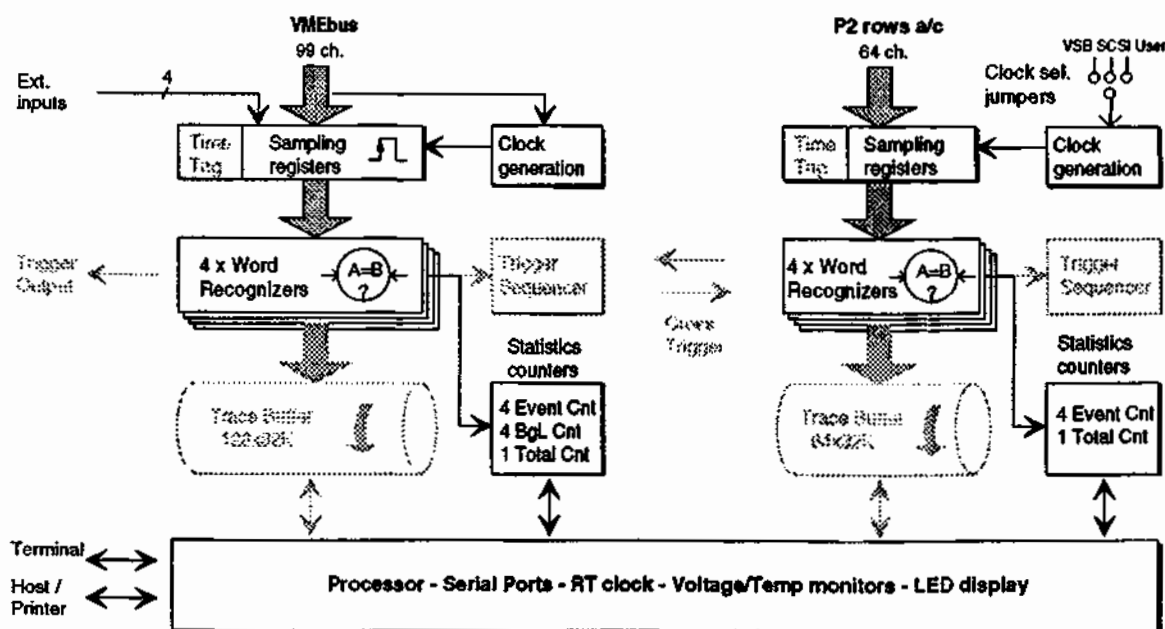 VMEbus
99 ch.
P2 rows a/c
64 ch.
VSB SCSI User
Clock sel.
jumpers
Ext.
inputs
4
Time
Tag
Sampling
registers
Clock
generation
Time
Tag
Sampling
registers
Clock
generation
Trigger
Output
4 x Word
Recognizers
A=B
?
Trigger
Sequencer
Cross
Trigger
4 x Word
Recognizers
A=B
?
Trigger
Sequencer
Statistics
counters
Statistics
counters
Trace Buffer
4 Event Cnt
4 BgL Cnt
1 Total Cnt
Trace Buffer
4 Event Cnt
1 Total Cnt
Terminal
Host /
Printer
Processor - Serial Ports - RT clock - Voltage/Temp monitors - LED display